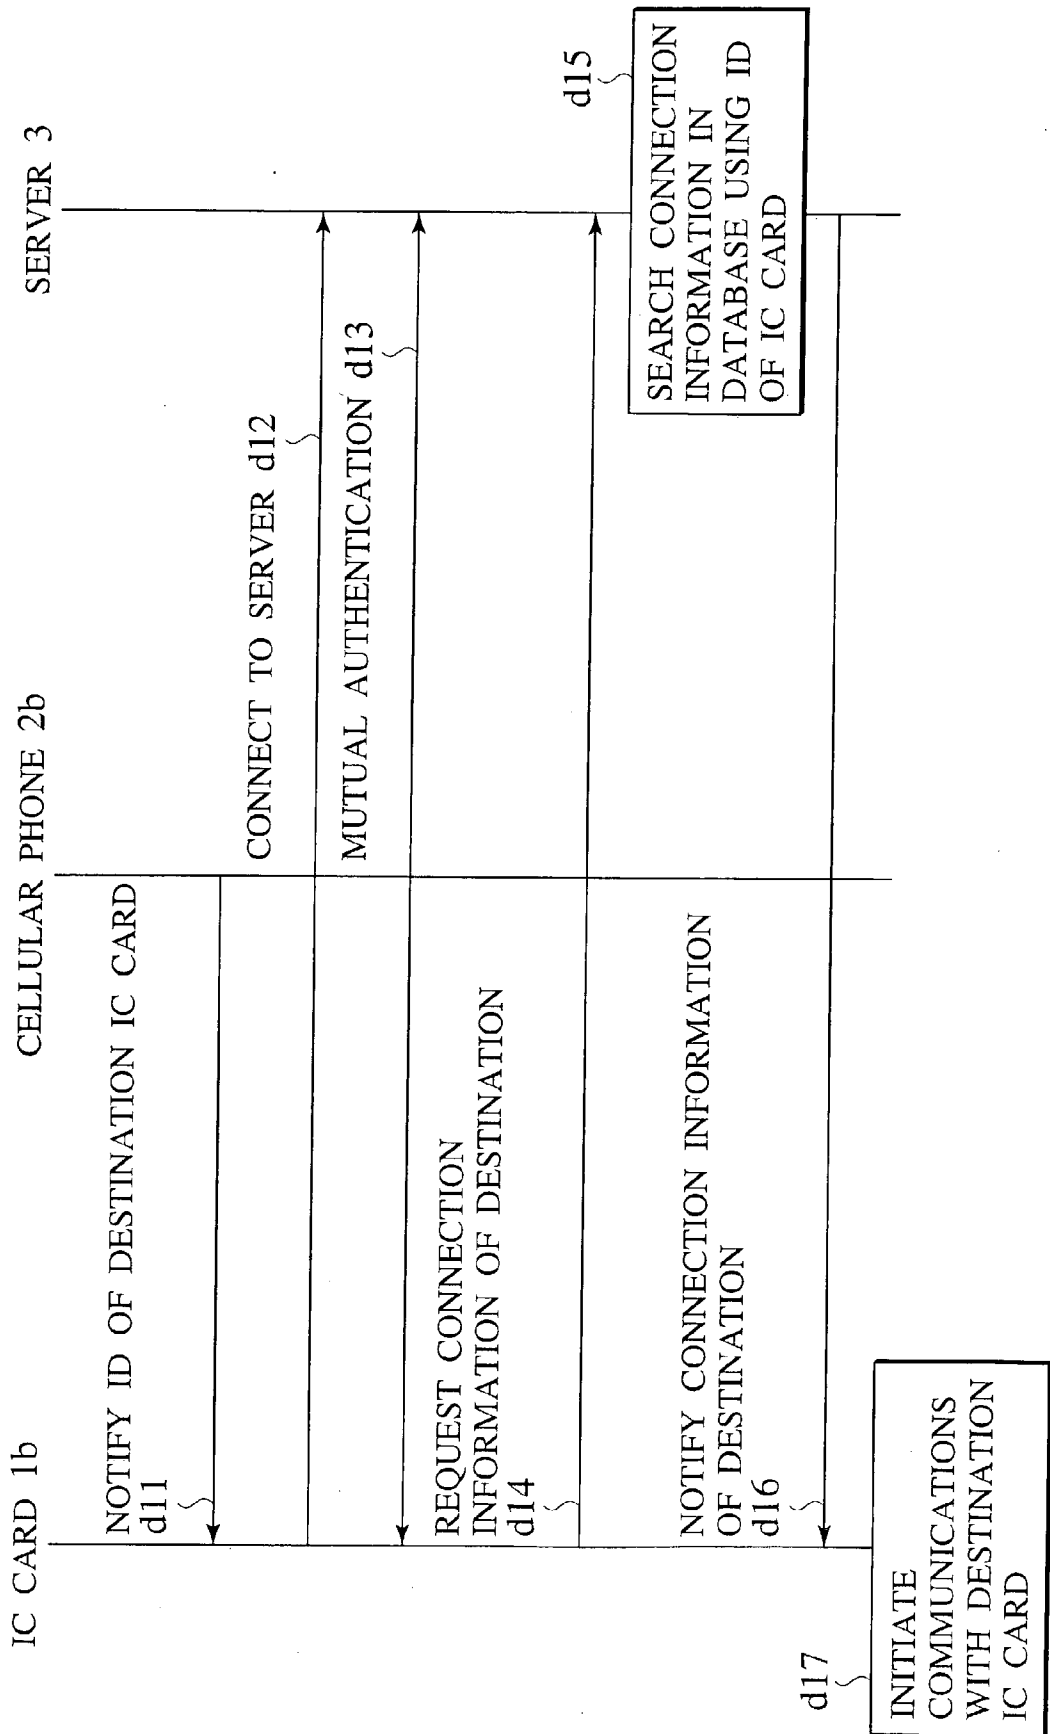 IC CARD 1b
CELLULAR PHONE 2b
SERVER 3
NOTIFY ID OF DESTINATION IC CARD
d11
CONNECT TO SERVER d12
MUTUAL AUTHENTICATION d13
REQUEST CONNECTION
INFORMATION OF DESTINATION
d14
d15
SEARCH CONNECTION
INFORMATION IN
DATABASE USING ID
OF IC CARD
NOTIFY CONNECTION INFORMATION
OF DESTINATION
d16
d17
INITIATE
COMMUNICATIONS
WITH DESTINATION
IC CARD